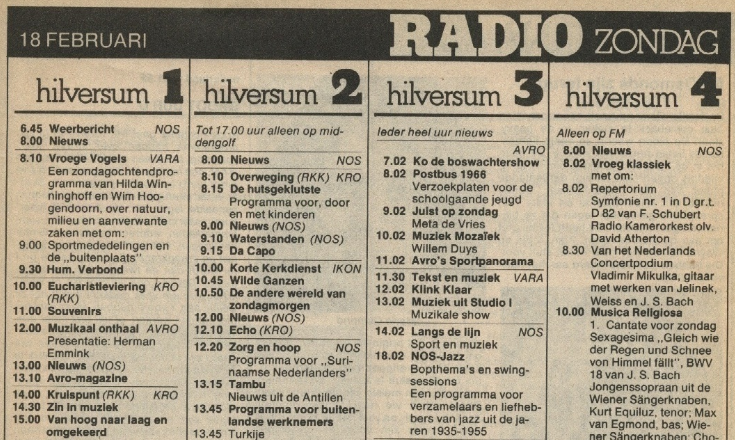 18 FEBRUARI
RADIO ZONDAG
hilversum 1
6.45 Weerbericht NOS
8.00 Nieuws
8.10 Vroege Vogels VARA
Een zondagochtendpro-
gramma van Hilda Win-
ninghoff en Wim Hoo-
gendoorn, over natuur,
milieu en aanverwante
zaken met om:
9.00 Sportmededelingen en
de „buitenplaats"
9.30 Hum. Verbond
10.00 Eucharistieviering KRO
(RKK)
11.00 Souvenirs
12.00 Muzikaal onthaal AVRO
Presentatie: Herman
Emmink
13.00 Nieuws (NOS)
13.10 Avro-magazine
14.00 Kruispunt (RKK) KRO
14.30 Zin in muziek
15.00 Van hoog naar laag en
omgekeerd
hilversum 2
Tot 17.00 uur alleen op mid-
dengolf
8.00 Nieuws NOS
8.10 Overweging (RKK) KRO
8.15 De hutsgeklutste
Programma voor, door
en met kinderen
9.00 Nieuws (NOS)
9.10 Waterstanden (NOS)
9.15 Da Capo
10.00 Korte Kerkdienst IKON
10.45 Wilde Ganzen
10.50 De andere wereld van
zondagmorgen
12.00 Nieuws (NOS)
12.10 Echo (KRO)
12.20 Zorg en hoop NOS
Programma voor „Suri-
naamse Nederlanders"
13.15 Tambu
Nieuws uit de Antillen
13.45 Programma voor buiten-
landse werknemers
13.45 Turkije
hilversum 3
Ieder heel uur nieuws
AVRO
7.02 Ko de boswachtershow
8.02 Postbus 1966
Verzoekplaten voor de
schoolgaande jeugd
9.02 Juist op zondag
Meta de Vries
10.02 Muziek Mozaïek
Willem Duys
11.02 Avro's Sportpanorama
11.30 Tekst en muziek VARA
12.02 Klink Klaar
13.02 Muziek uit Studio I
Muzikale show
14.02 Langs de lijn NOS
Sport en muziek
18.02 NOS-Jazz
Bopthema's en swing-
sessions
Een programma voor
verzamelaars en liefheb-
bers van jazz uit de ja-
ren 1935-1955
hilversum 4
Alleen op FM
8.00 Nieuws NOS
8.02 Vroeg klassiek
met om:
8.02 Repertorium
Symfonie nr. 1 in D gr.t.
D 82 van F. Schubert
Radio Kamerorkest olv.
David Atherton
8.30 Van het Nederlands
Concertpodium
Vladimir Mikulka, gitaar
met werken van Jelinek,
Weiss en J. S. Bach
10.00 Musica Religiosa
1. Cantate voor zondag
Sexagesima „Gleich wie
der Regen und Schnee
von Himmel fällt", BWV
18 van J. S. Bach
Jongenssopraan uit de
Wiener Sängerknaben,
Kurt Equiluz, tenor; Max
van Egmond, bas; Wie-
ner Sängerknaben; Cho-